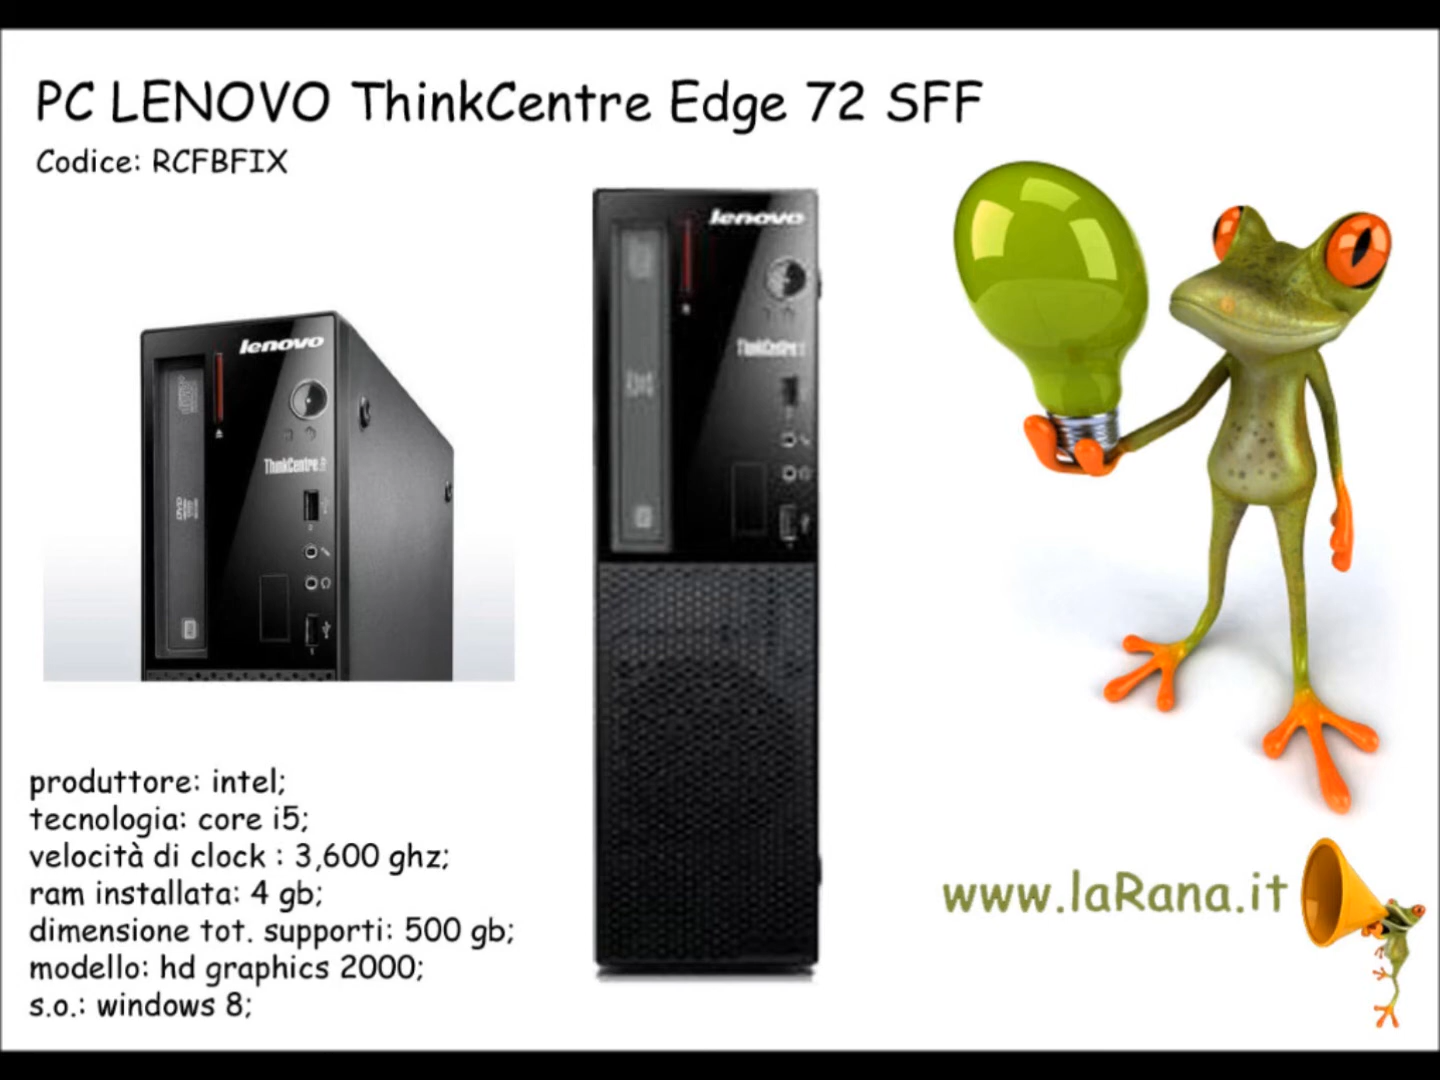 PC LENOVO ThinkCentre Edge 72 SFF
Codice: RCFBFIX
lenovo
ThinkCentre
lenovo
ThinkCentre
produttore: intel;
tecnologia: core i5;
velocità di clock : 3,600 ghz;
ram installata: 4 gb;
dimensione tot. supporti: 500 gb;
modello: hd graphics 2000;
s.o.: windows 8;
www.laRana.it